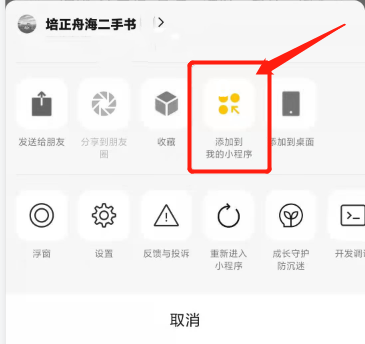 培正舟海二手书
发送给朋友
分享到朋友
圈
收藏
添加到
我的小程序
添加到桌面
浮窗
设置
反馈与投诉
重新进入
小程序
成长守护
防沉迷
开发调
取消